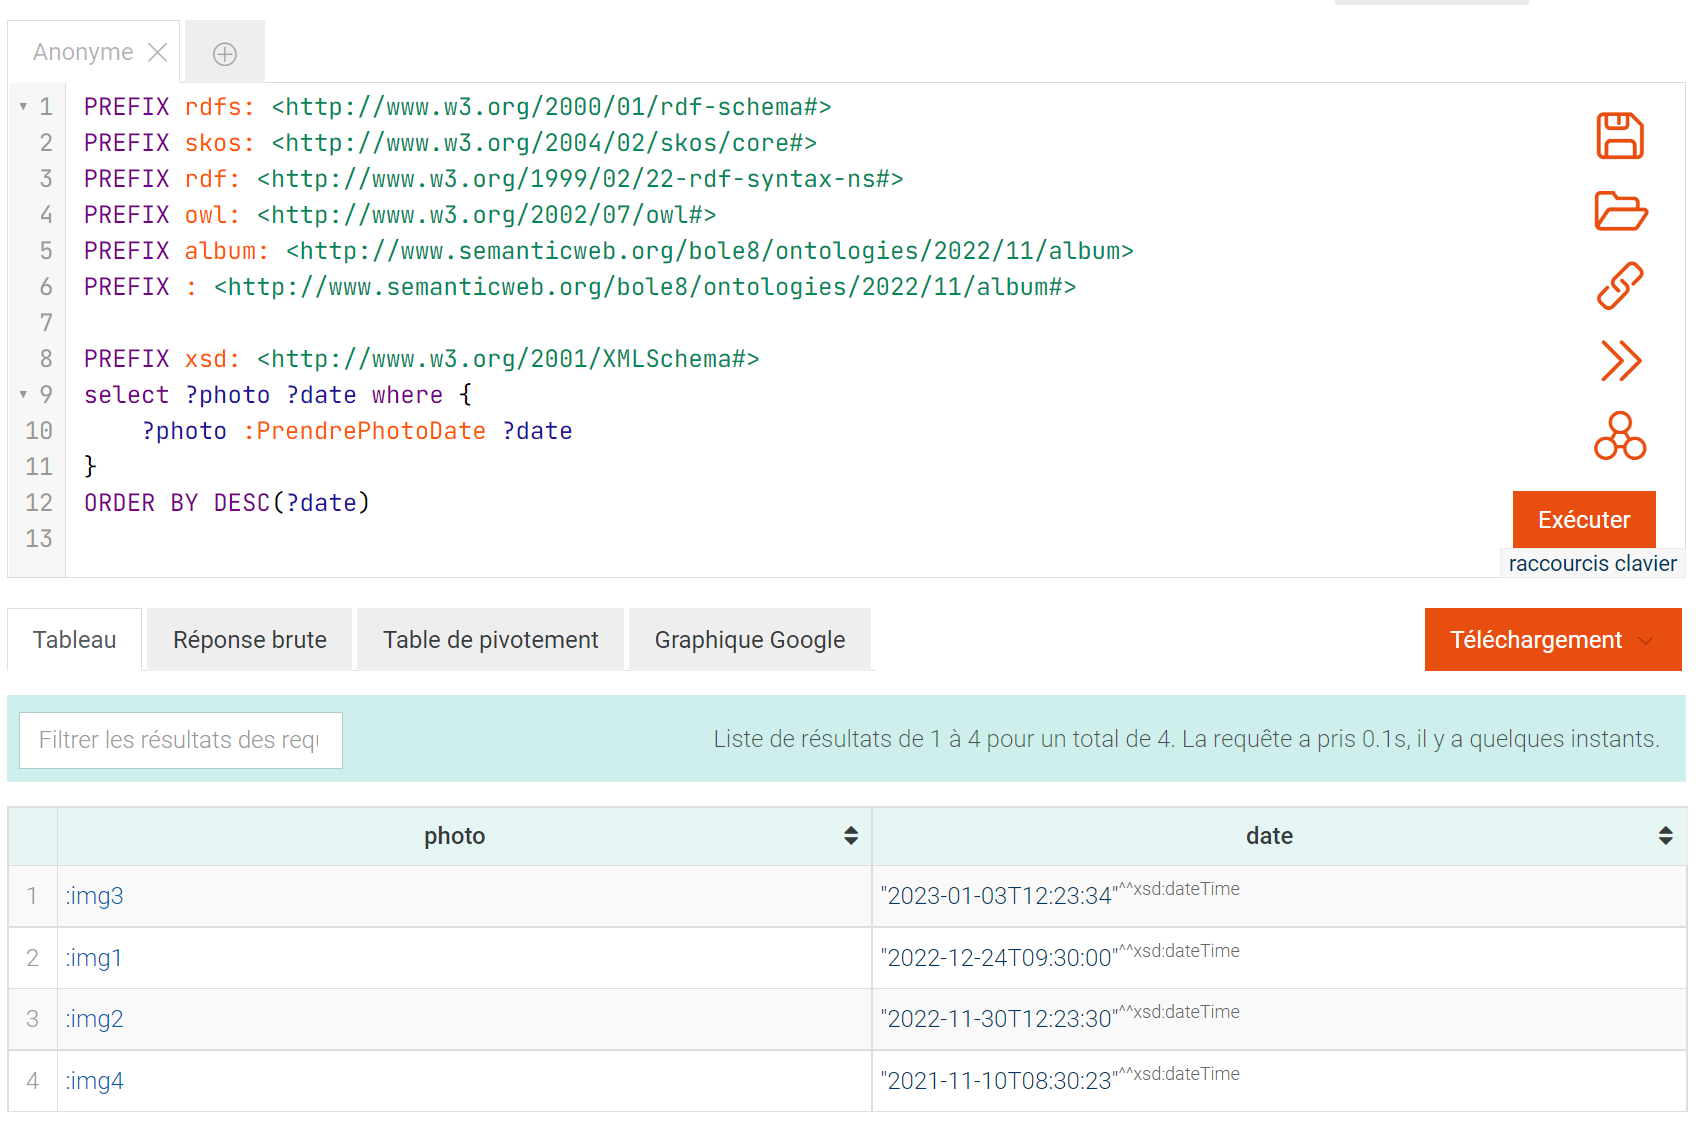 Anonyme
1 PREFIX rdfs: <http://www.w3.org/2000/01/rdf-schema#>
2 PREFIX skos: <http://www.w3.org/2004/02/skos/core#>
3 PREFIX rdf: <http://www.w3.org/1999/02/22-rdf-syntax-ns#>
4 PREFIX owl: <http://www.w3.org/2002/07/owl#>
5 PREFIX album: <http://www.semanticweb.org/bole8/ontologies/2022/11/album>
6 PREFIX : <http://www.semanticweb.org/bole8/ontologies/2022/11/album#>
7
8 PREFIX xsd: <http://www.w3.org/2001/XMLSchema#>
9 select ?photo ?date where {
10 ?photo :PrendrePhotoDate ?date
11 }
12 ORDER BY DESC(?date)
13
Exécuter
raccourcis clavier
Tableau Réponse brute Table de pivotement Graphique Google Téléchargement
Filtrer les résultats des requ Liste de résultats de 1 à 4 pour un total de 4. La requête a pris 0.1s, il y a quelques instants.
photo date
1 :img3 "2023-01-03T12:23:34"^^xsd:dateTime
2 :img1 "2022-12-24T09:30:00"^^xsd:dateTime
3 :img2 "2022-11-30T12:23:30"^^xsd:dateTime
4 :img4 "2021-11-10T08:30:23"^^xsd:dateTime